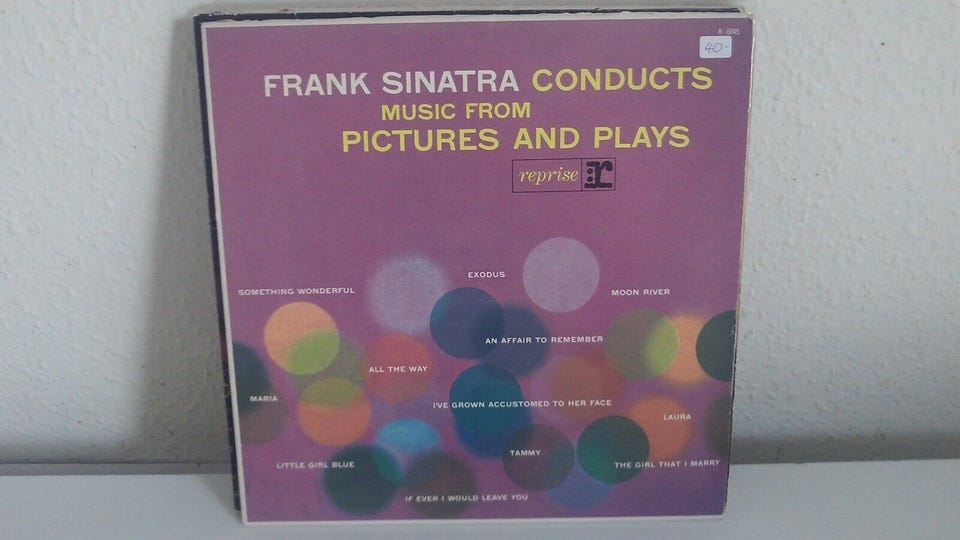 R-6045
40-
FRANK SINATRA CONDUCTS
MUSIC FROM
PICTURES AND PLAYS
reprise r:
EXODUS
SOMETHING WONDERFUL
MOON RIVER
AN AFFAIR TO REMEMBER
ALL THE WAY
MARIA
I'VE GROWN ACCUSTOMED TO HER FACE
LAURA
TAMMY
LITTLE GIRL BLUE
THE GIRL THAT I MARRY
IF EVER I WOULD LEAVE YOU